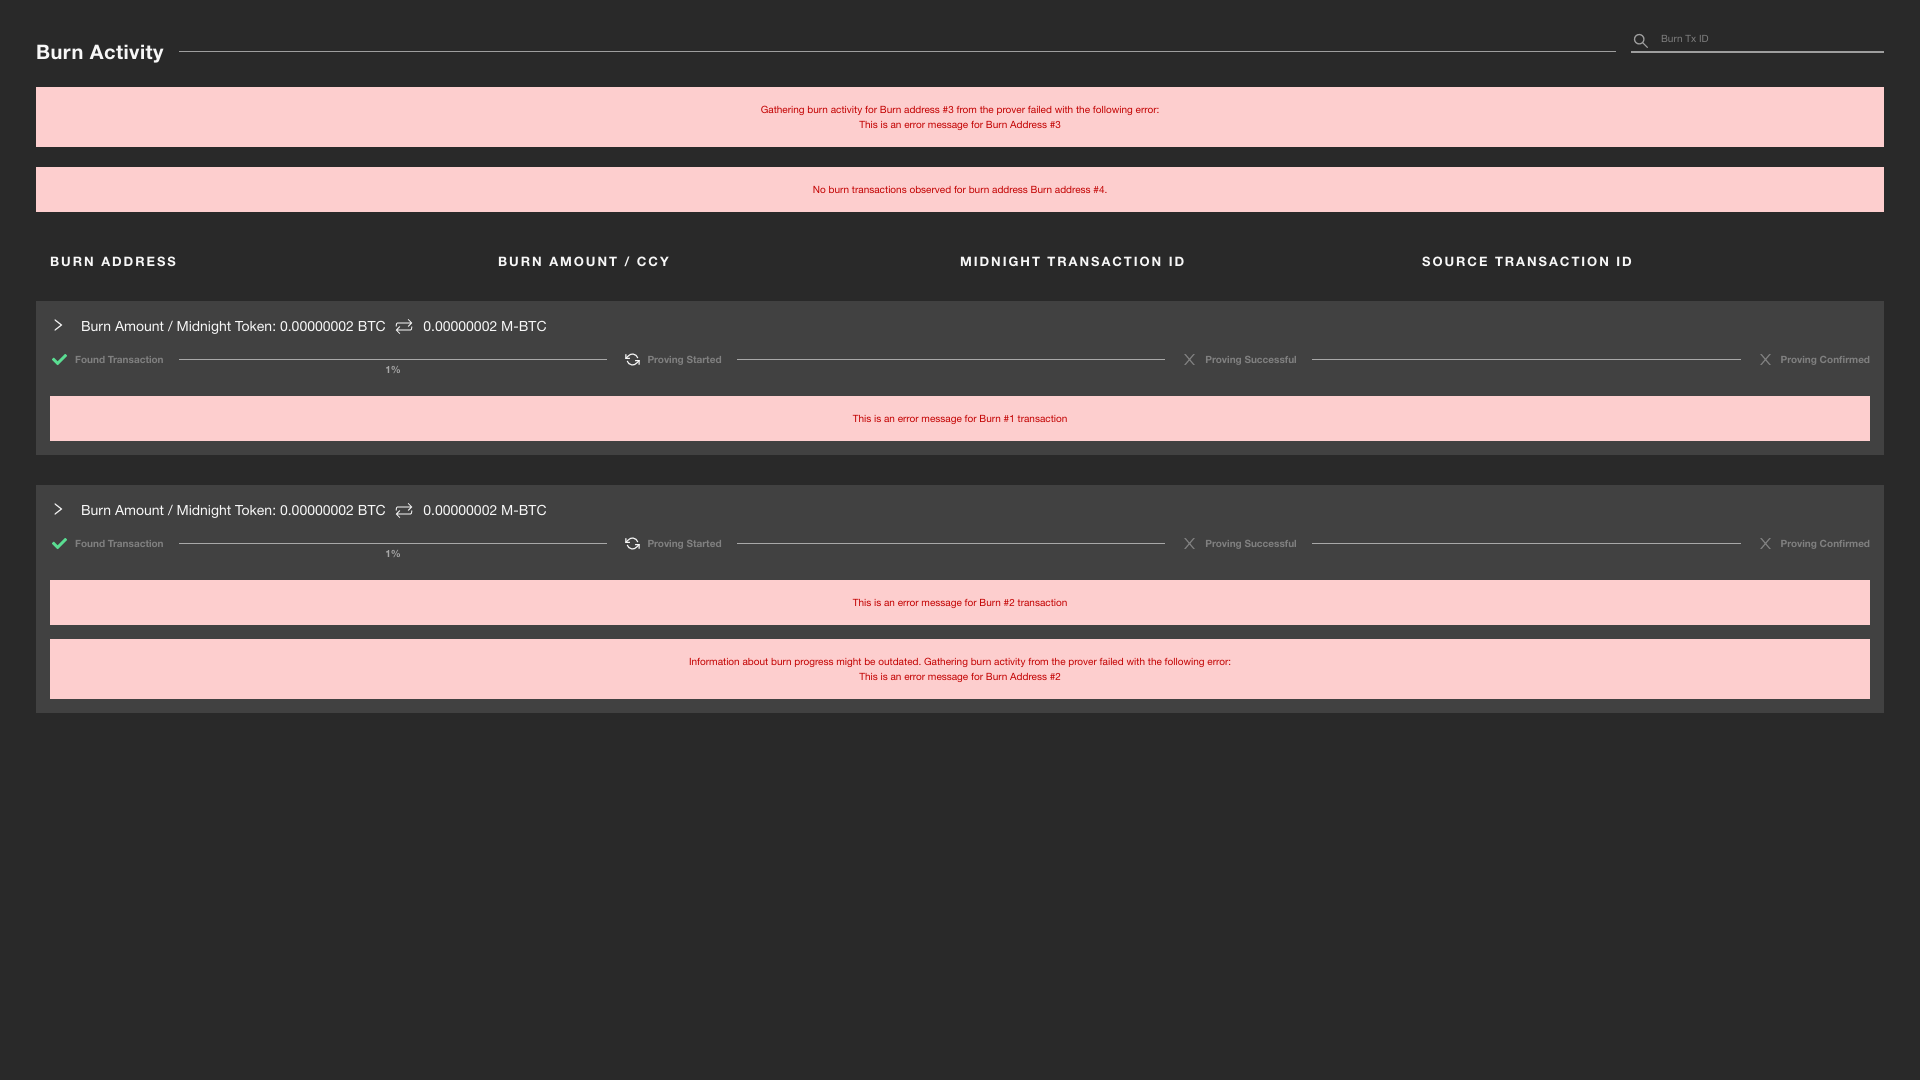 Burn Activity
Burn Tx ID
Gathering burn activity for Burn address #3 from the prover failed with the following error:
This is an error message for Burn Address #3
No burn transactions observed for burn address Burn address #4.
BURN ADDRESS BURN AMOUNT / CCY MIDNIGHT TRANSACTION ID SOURCE TRANSACTION ID
Burn Amount / Midnight Token: 0.00000002 BTC 0.00000002 M-BTC
Found Transaction Proving Started Proving Successful Proving Confirmed
1%
This is an error message for Burn #1 transaction
Burn Amount / Midnight Token: 0.00000002 BTC 0.00000002 M-BTC
Found Transaction Proving Started Proving Successful Proving Confirmed
1%
This is an error message for Burn #2 transaction
Information about burn progress might be outdated. Gathering burn activity from the prover failed with the following error:
This is an error message for Burn Address #2